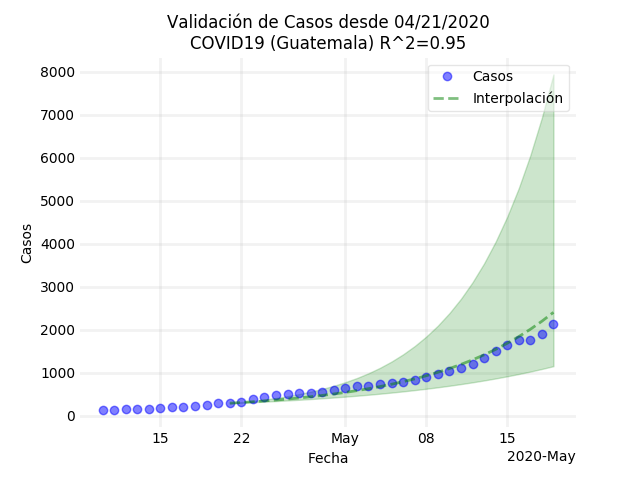 Validación de Casos desde 04/21/2020
COVID19 (Guatemala) R^2=0.95
Casos
Interpolación
8000
7000
6000
5000
4000
3000
2000
1000
0
Casos
15
22
May
08
15
Fecha
2020-May